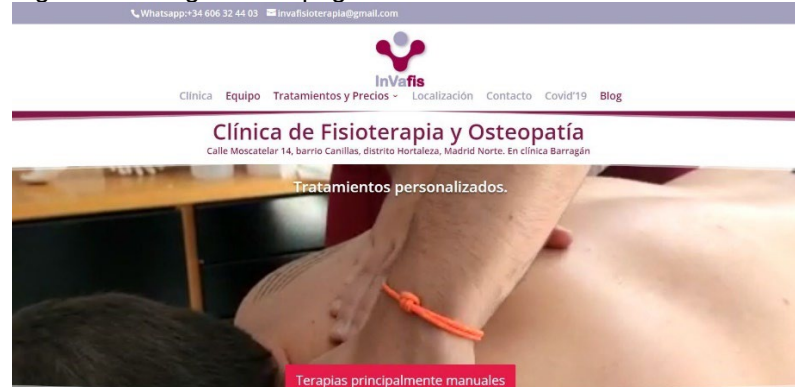 Whatsapp:+34 606 32 44 03 invafisioterapia@gmail.com
InVafis
Clínica Equipo Tratamientos y Precios Localización Contacto Covid'19 Blog
Clínica de Fisioterapia y Osteopatía
Calle Moscatelar 14, barrio Canillas, distrito Hortaleza, Madrid Norte. En clínica Barragán
Tratamientos personalizados.
Terapias principalmente manuales